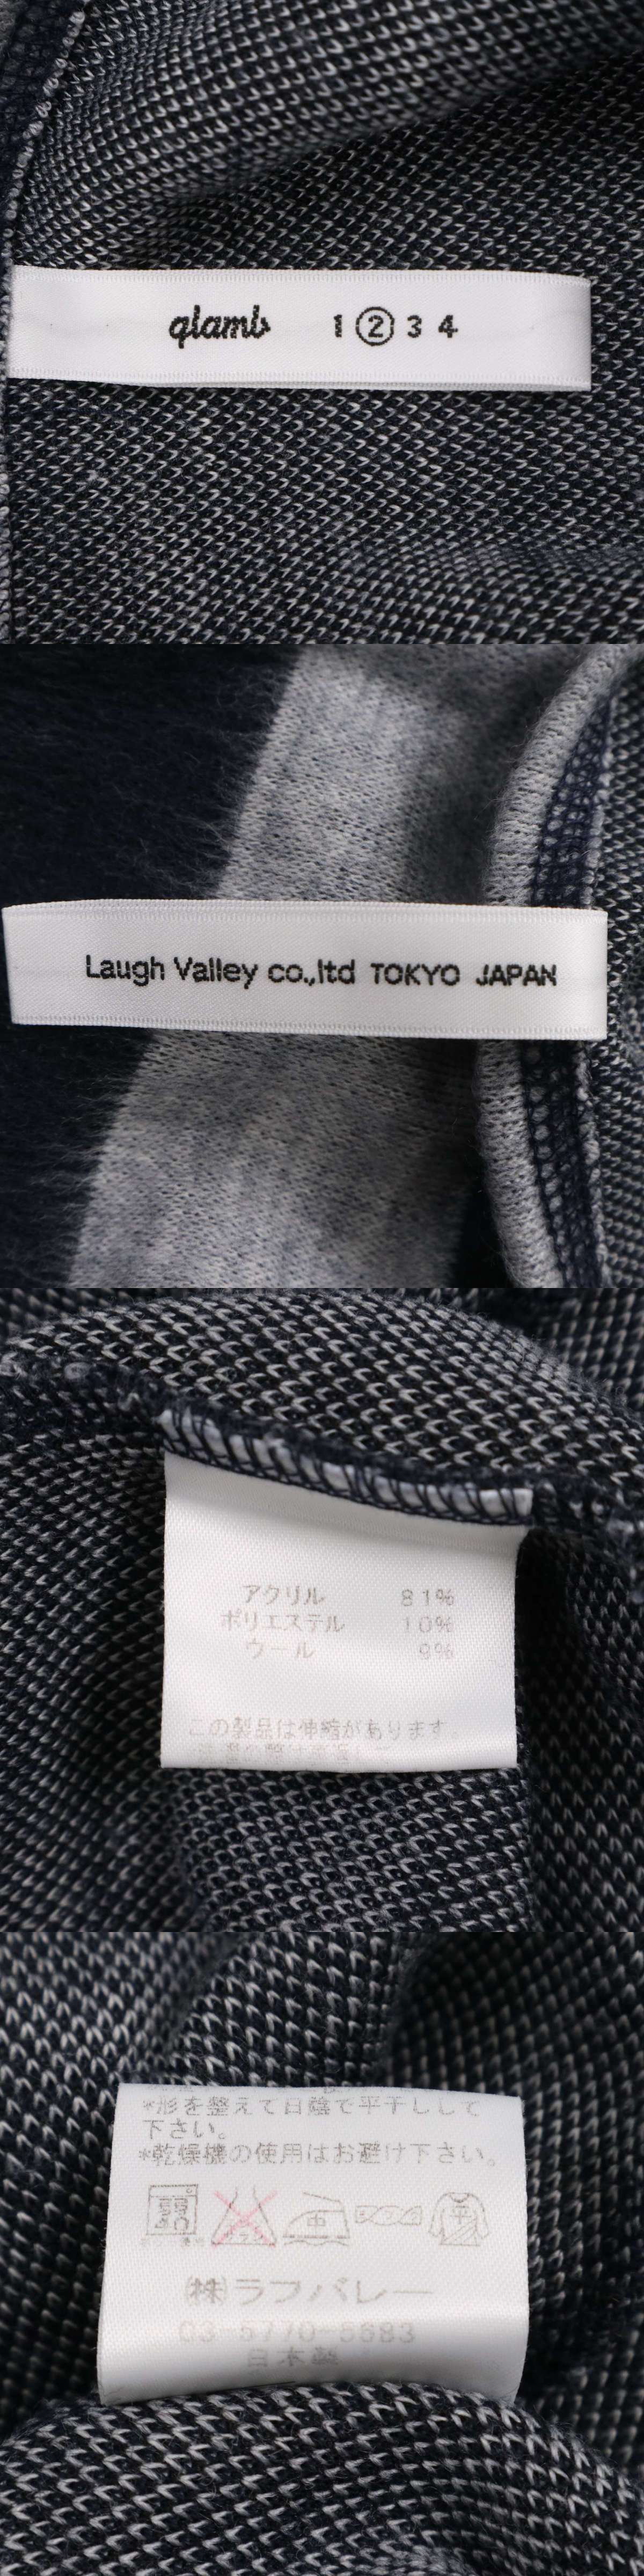 glamb 1 2 3 4
Laugh Valley co.,ltd TOKYO JAPAN
アクリル 81%
ポリエステル 10%
ウール 9%
この製品は伸縮があります。
*形を整えて日蔭で平干しして
下さい。
*乾燥機の使用はお避け下さい。
中
平
(株)ラフバレー
03-5770-5683
日本製